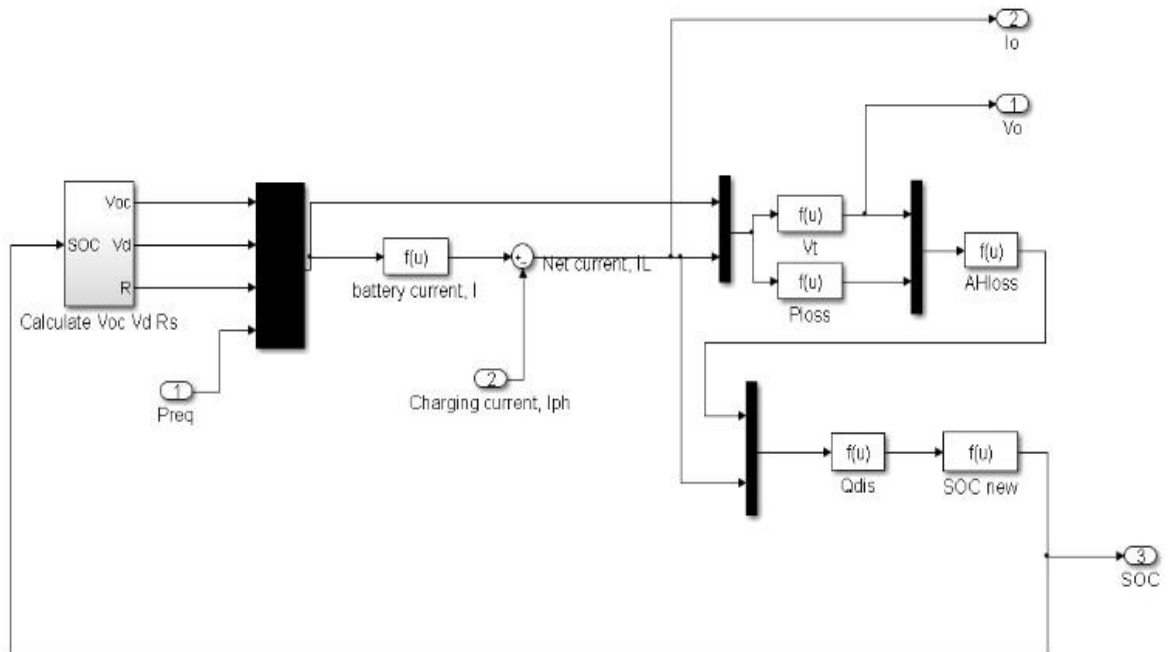 2
Io
1
Vo
Voc
SOC
Vd
R
Calculate Voc Vd Rs
1
Preq
f(u)
battery current, I
+
-
Net current, IL
2
Charging current, Iph
f(u)
Vt
f(u)
Ploss
f(u)
AHloss
f(u)
Qdis
f(u)
SOC new
3
SOC